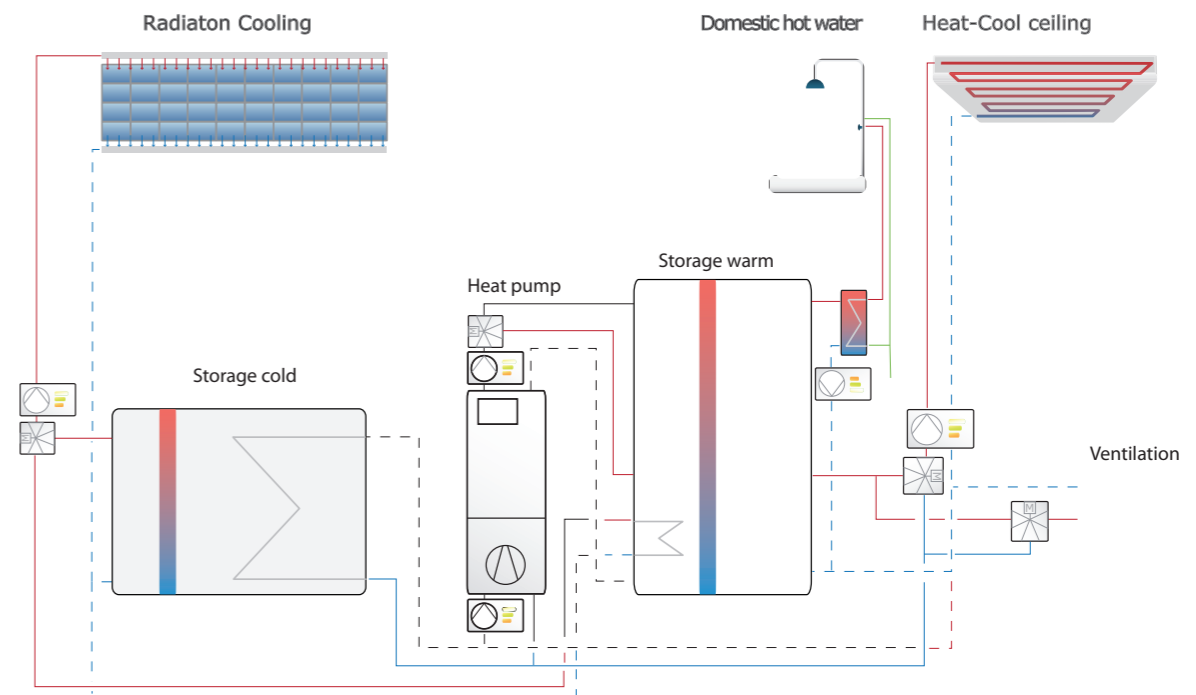 Radiaton Cooling
Domestic hot water
Heat-Cool ceiling
Storage warm
Heat pump
M
Storage cold
M
Ventilation
M
M